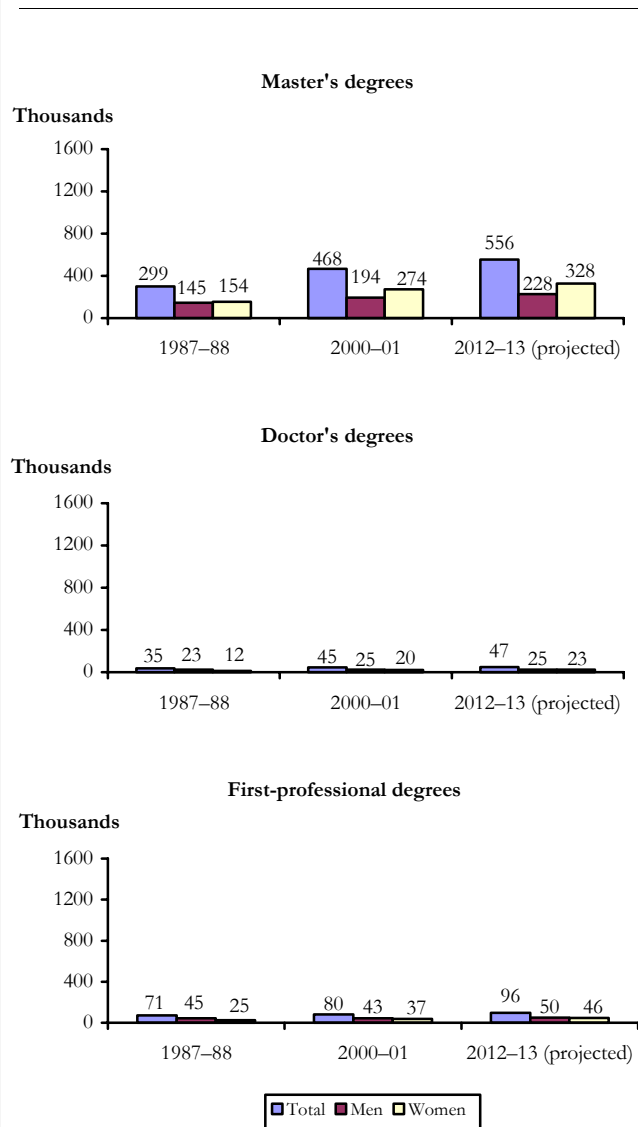 Master's degrees
Thousands
1600
1200
800
400
0
299 145 154
468 194 274
556 228 328
1987–88 2000–01 2012–13 (projected)
Doctor's degrees
Thousands
1600
1200
800
400
0
35 23 12
45 25 20
47 25 23
1987–88 2000–01 2012–13 (projected)
First-professional degrees
Thousands
1600
1200
800
400
0
71 45 25
80 43 37
96 50 46
1987–88 2000–01 2012–13 (projected)
Total Men Women